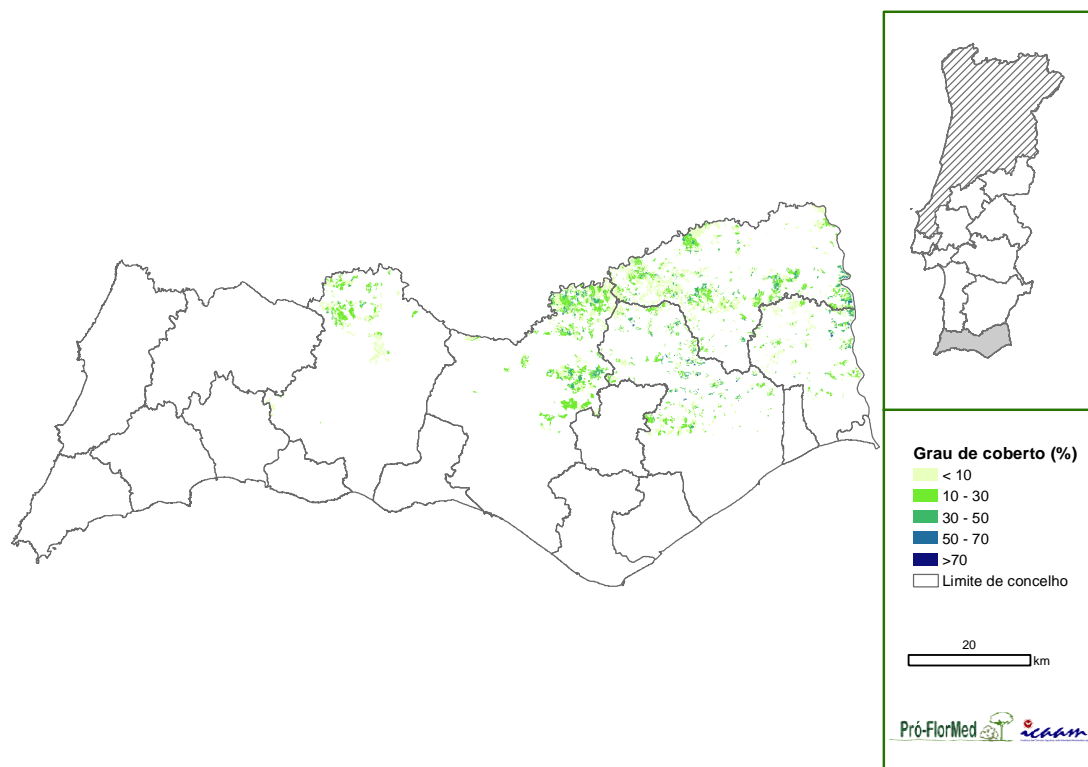 Grau de coberto (%)
< 10
10 - 30
30 - 50
50 - 70
>70
Limite de concelho
20
km
Pró-FlorMed
icaam